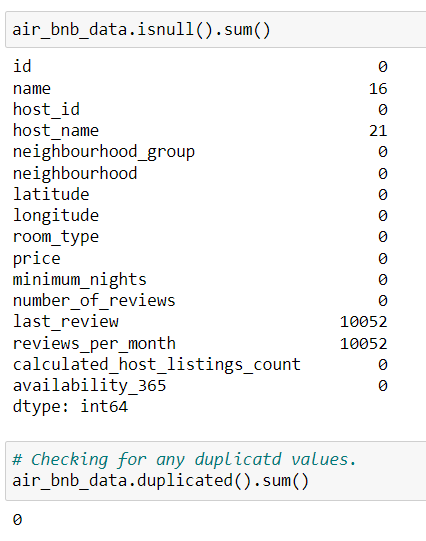 air_bnb_data.isnull().sum()
id 0
name 16
host_id 0
host_name 21
neighbourhood_group 0
neighbourhood 0
latitude 0
longitude 0
room_type 0
price 0
minimum_nights 0
number_of_reviews 0
last_review 10052
reviews_per_month 10052
calculated_host_listings_count 0
availability_365 0
dtype: int64
# Checking for any duplicatd values.
air_bnb_data.duplicated().sum()
0